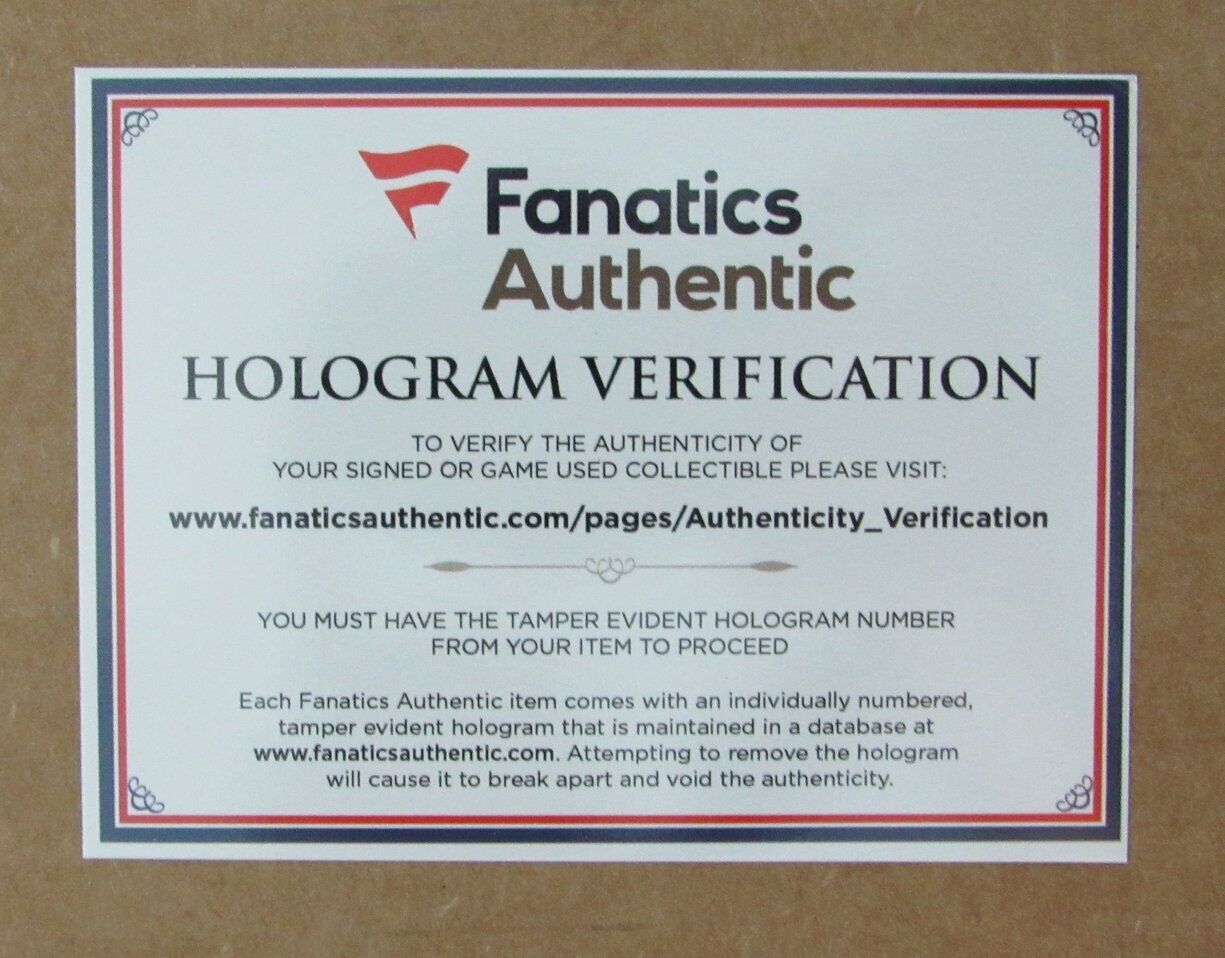 Fanatics
Authentic
HOLOGRAM VERIFICATION
TO VERIFY THE AUTHENTICITY OF
YOUR SIGNED OR GAME USED COLLECTIBLE PLEASE VISIT:
www.fanaticsauthentic.com/pages/Authenticity_Verification
YOU MUST HAVE THE TAMPER EVIDENT HOLOGRAM NUMBER
FROM YOUR ITEM TO PROCEED
Each Fanatics Authentic item comes with an individually numbered,
tamper evident hologram that is maintained in a database at
www.fanaticsauthentic.com. Attempting to remove the hologram
will cause it to break apart and void the authenticity.